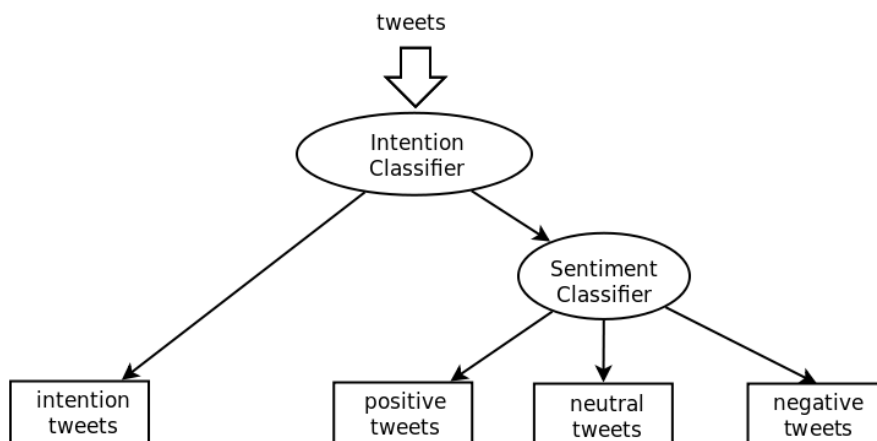 tweets
Intention
Classifier
Sentiment
Classifier
intention
tweets
positive
tweets
neutral
tweets
negative
tweets